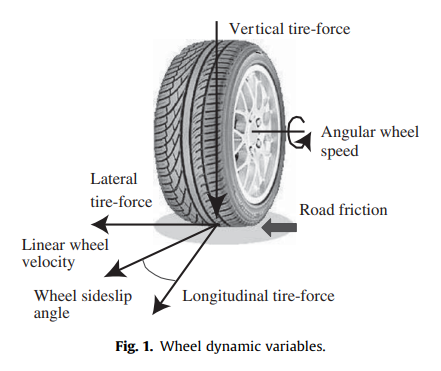 Vertical tire-force
Angular wheel
speed
Lateral
tire-force
Road friction
Linear wheel
velocity
Wheel sideslip
angle
Longitudinal tire-force
Fig. 1. Wheel dynamic variables.